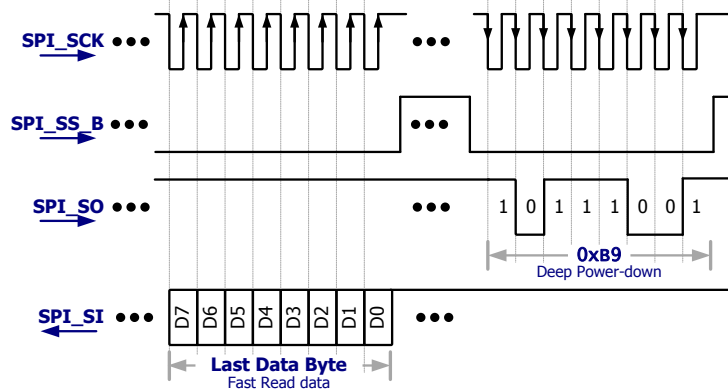 SPI_SCK
SPI_SS_B
SPI_SO
1 0 1 1 1 0 0 1
0xB9
Deep Power-down
SPI_SI
D7 D6 D5 D4 D3 D2 D1 D0
Last Data Byte
Fast Read data